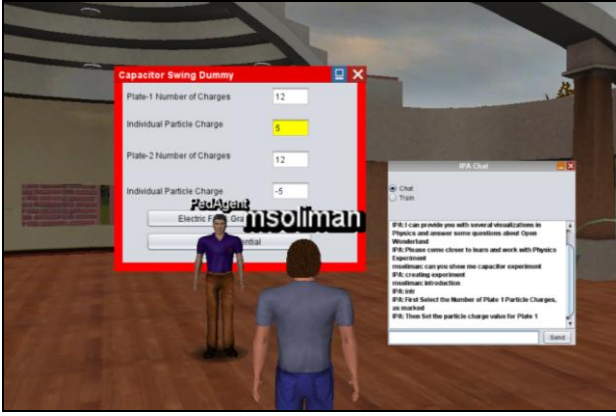 Capacitor Swing Dummy
Plate-1 Number of Charges 12
Individual Particle Charge 5
Plate-2 Number of Charges 12
Individual Particle Charge -5
PedAgent
msoliman
Electric
IPA Chat
Chat
Train
IPA: I can provide you with several visualizations in
Physics and answer some questions about Open
Wonderland
IPA: Please come closer to learn and work with Physics
Experiment
msoliman: can you show me capacitor experiment
IPA: creating experiment
msoliman: introduction
IPA: intr
IPA: First Select the Number of Plate 1 Particle Charges,
as marked
IPA: Then Set the particle charge value for Plate 1
Send